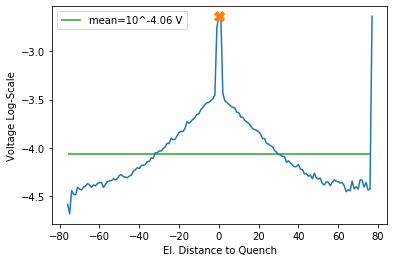 mean=10^-4.06 V
Voltage Log-Scale
-3.0
-3.5
-4.0
-4.5
-80 -60 -40 -20 0 20 40 60 80
El. Distance to Quench